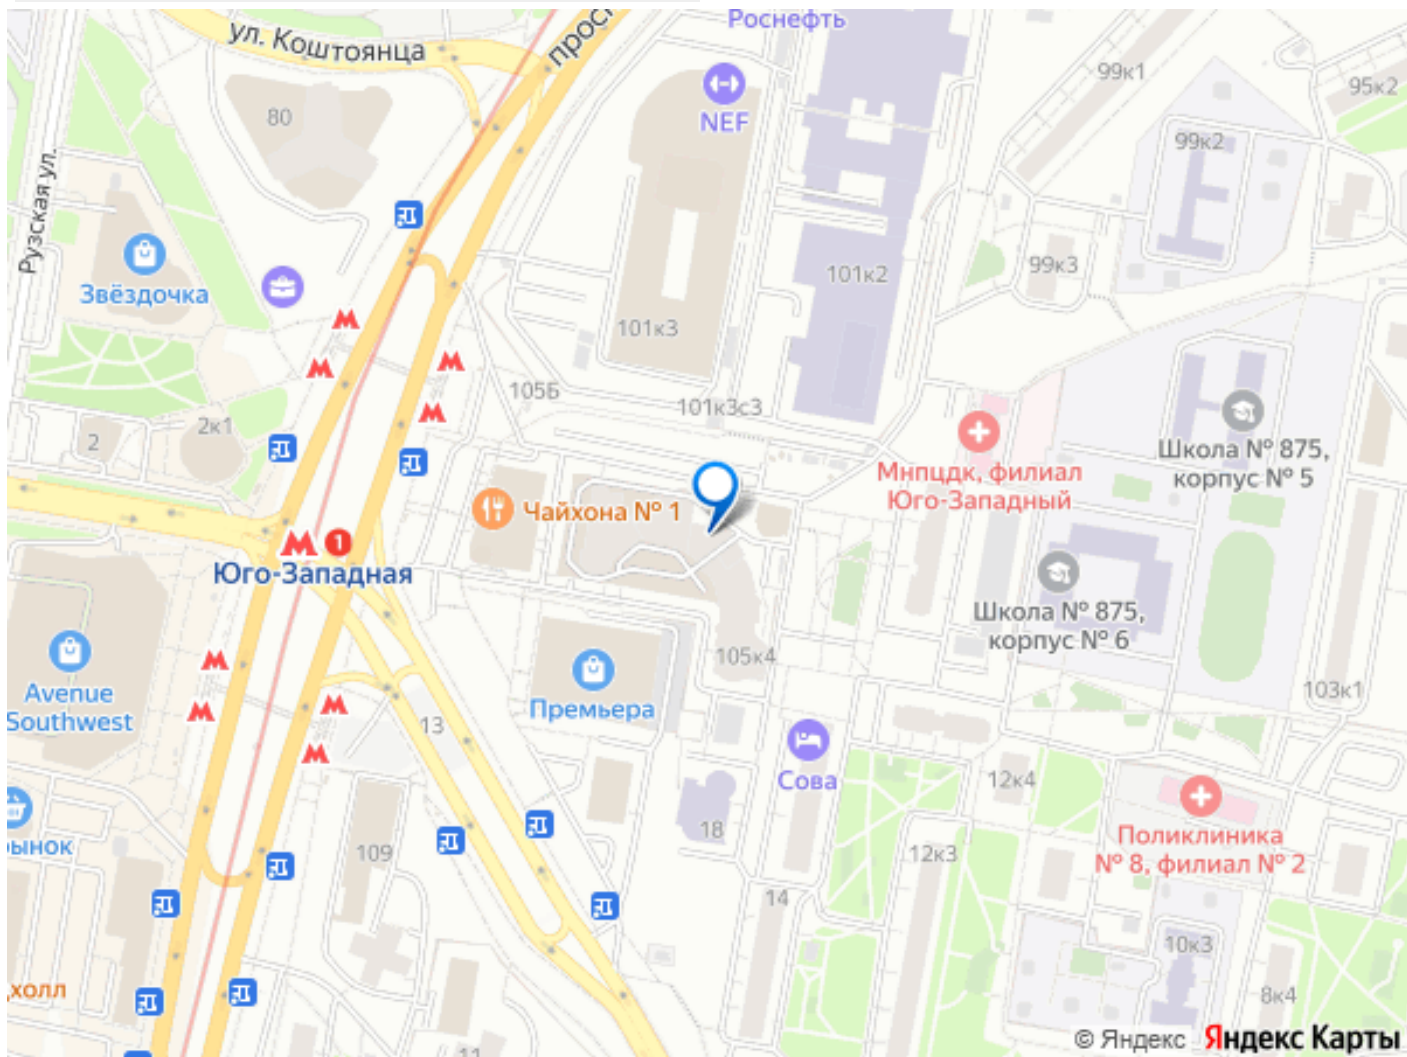 Роснефть
ул. Коштоянца
прос
99к1
95к2
80
NEF
99к2
Рузская ул.
Звёздочка
101к2
99к3
101к3
105Б
101к3с3
2
2к1
Школа № 875,
корпус № 5
Мнпцдк, филиал
Юго-Западный
Чайхона № 1
1
Юго-Западная
Школа № 875,
корпус № 6
105к4
Avenue
Southwest
Премьера
13
103к1
Сова
12к4
18
ынок
109
12к3
Поликлиника
№ 8, филиал № 2
14
10к3
холл
8к4
11
© Яндекс Яндекс Карты